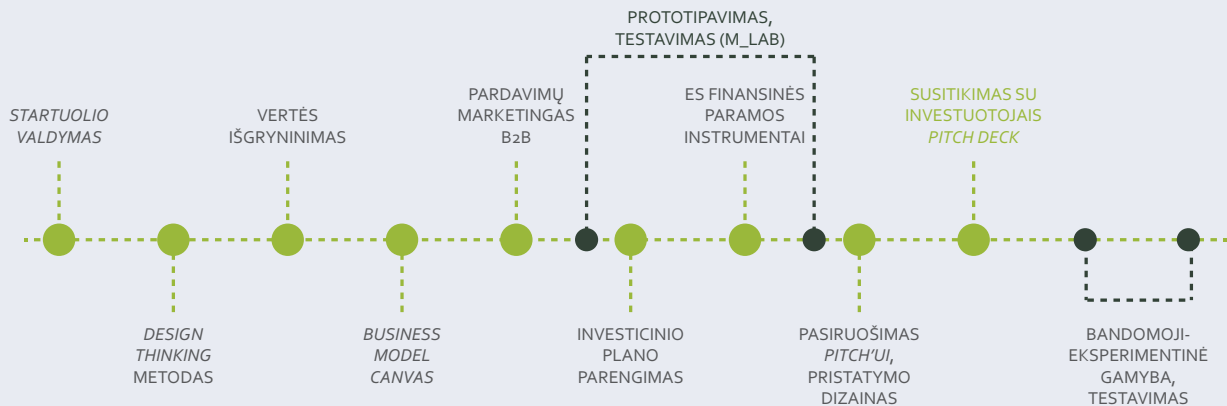 PROTOTIPAVIMAS,
TESTAVIMAS (M_LAB)
STARTUOLIO
VALDYMAS
VERTĖS
IŠGRYNINIMAS
PARDAVIMŲ
MARKETINGAS
B2B
ES FINANSINĖS
PARAMOS
INSTRUMENTAI
SUSITIKIMAS SU
INVESTUOTOJAIS
PITCH DECK
DESIGN
THINKING
METODAS
BUSINESS
MODEL
CANVAS
INVESTICINIO
PLANO
PARENGIMAS
PASIRUOŠIMAS
PITCH'UI,
PRISTATYMO
DIZAINAS
BANDOMOJI-
EKSPERIMENTINĖ
GAMYBA,
TESTAVIMAS